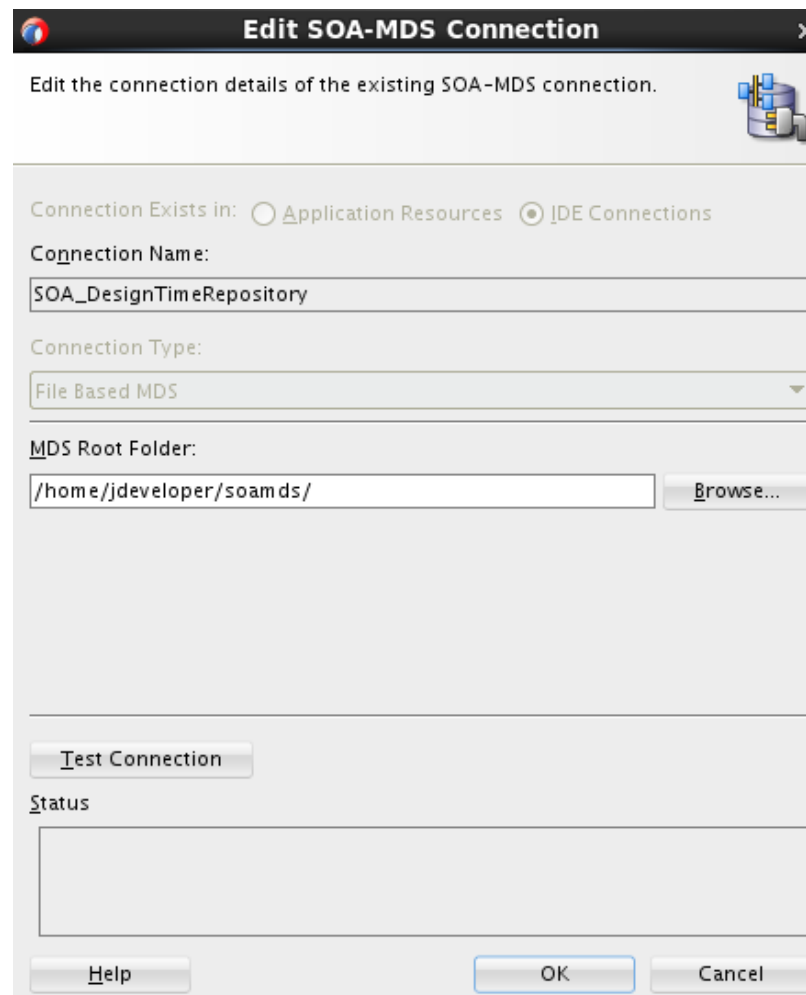 Edit SOA-MDS Connection
Edit the connection details of the existing SOA-MDS connection.
Connection Exists in: Application Resources IDE Connections
Connection Name:
SOA_DesignTimeRepository
Connection Type:
File Based MDS
MDS Root Folder:
/home/jdeveloper/soamds/ Browse...
Test Connection
Status
Help OK Cancel